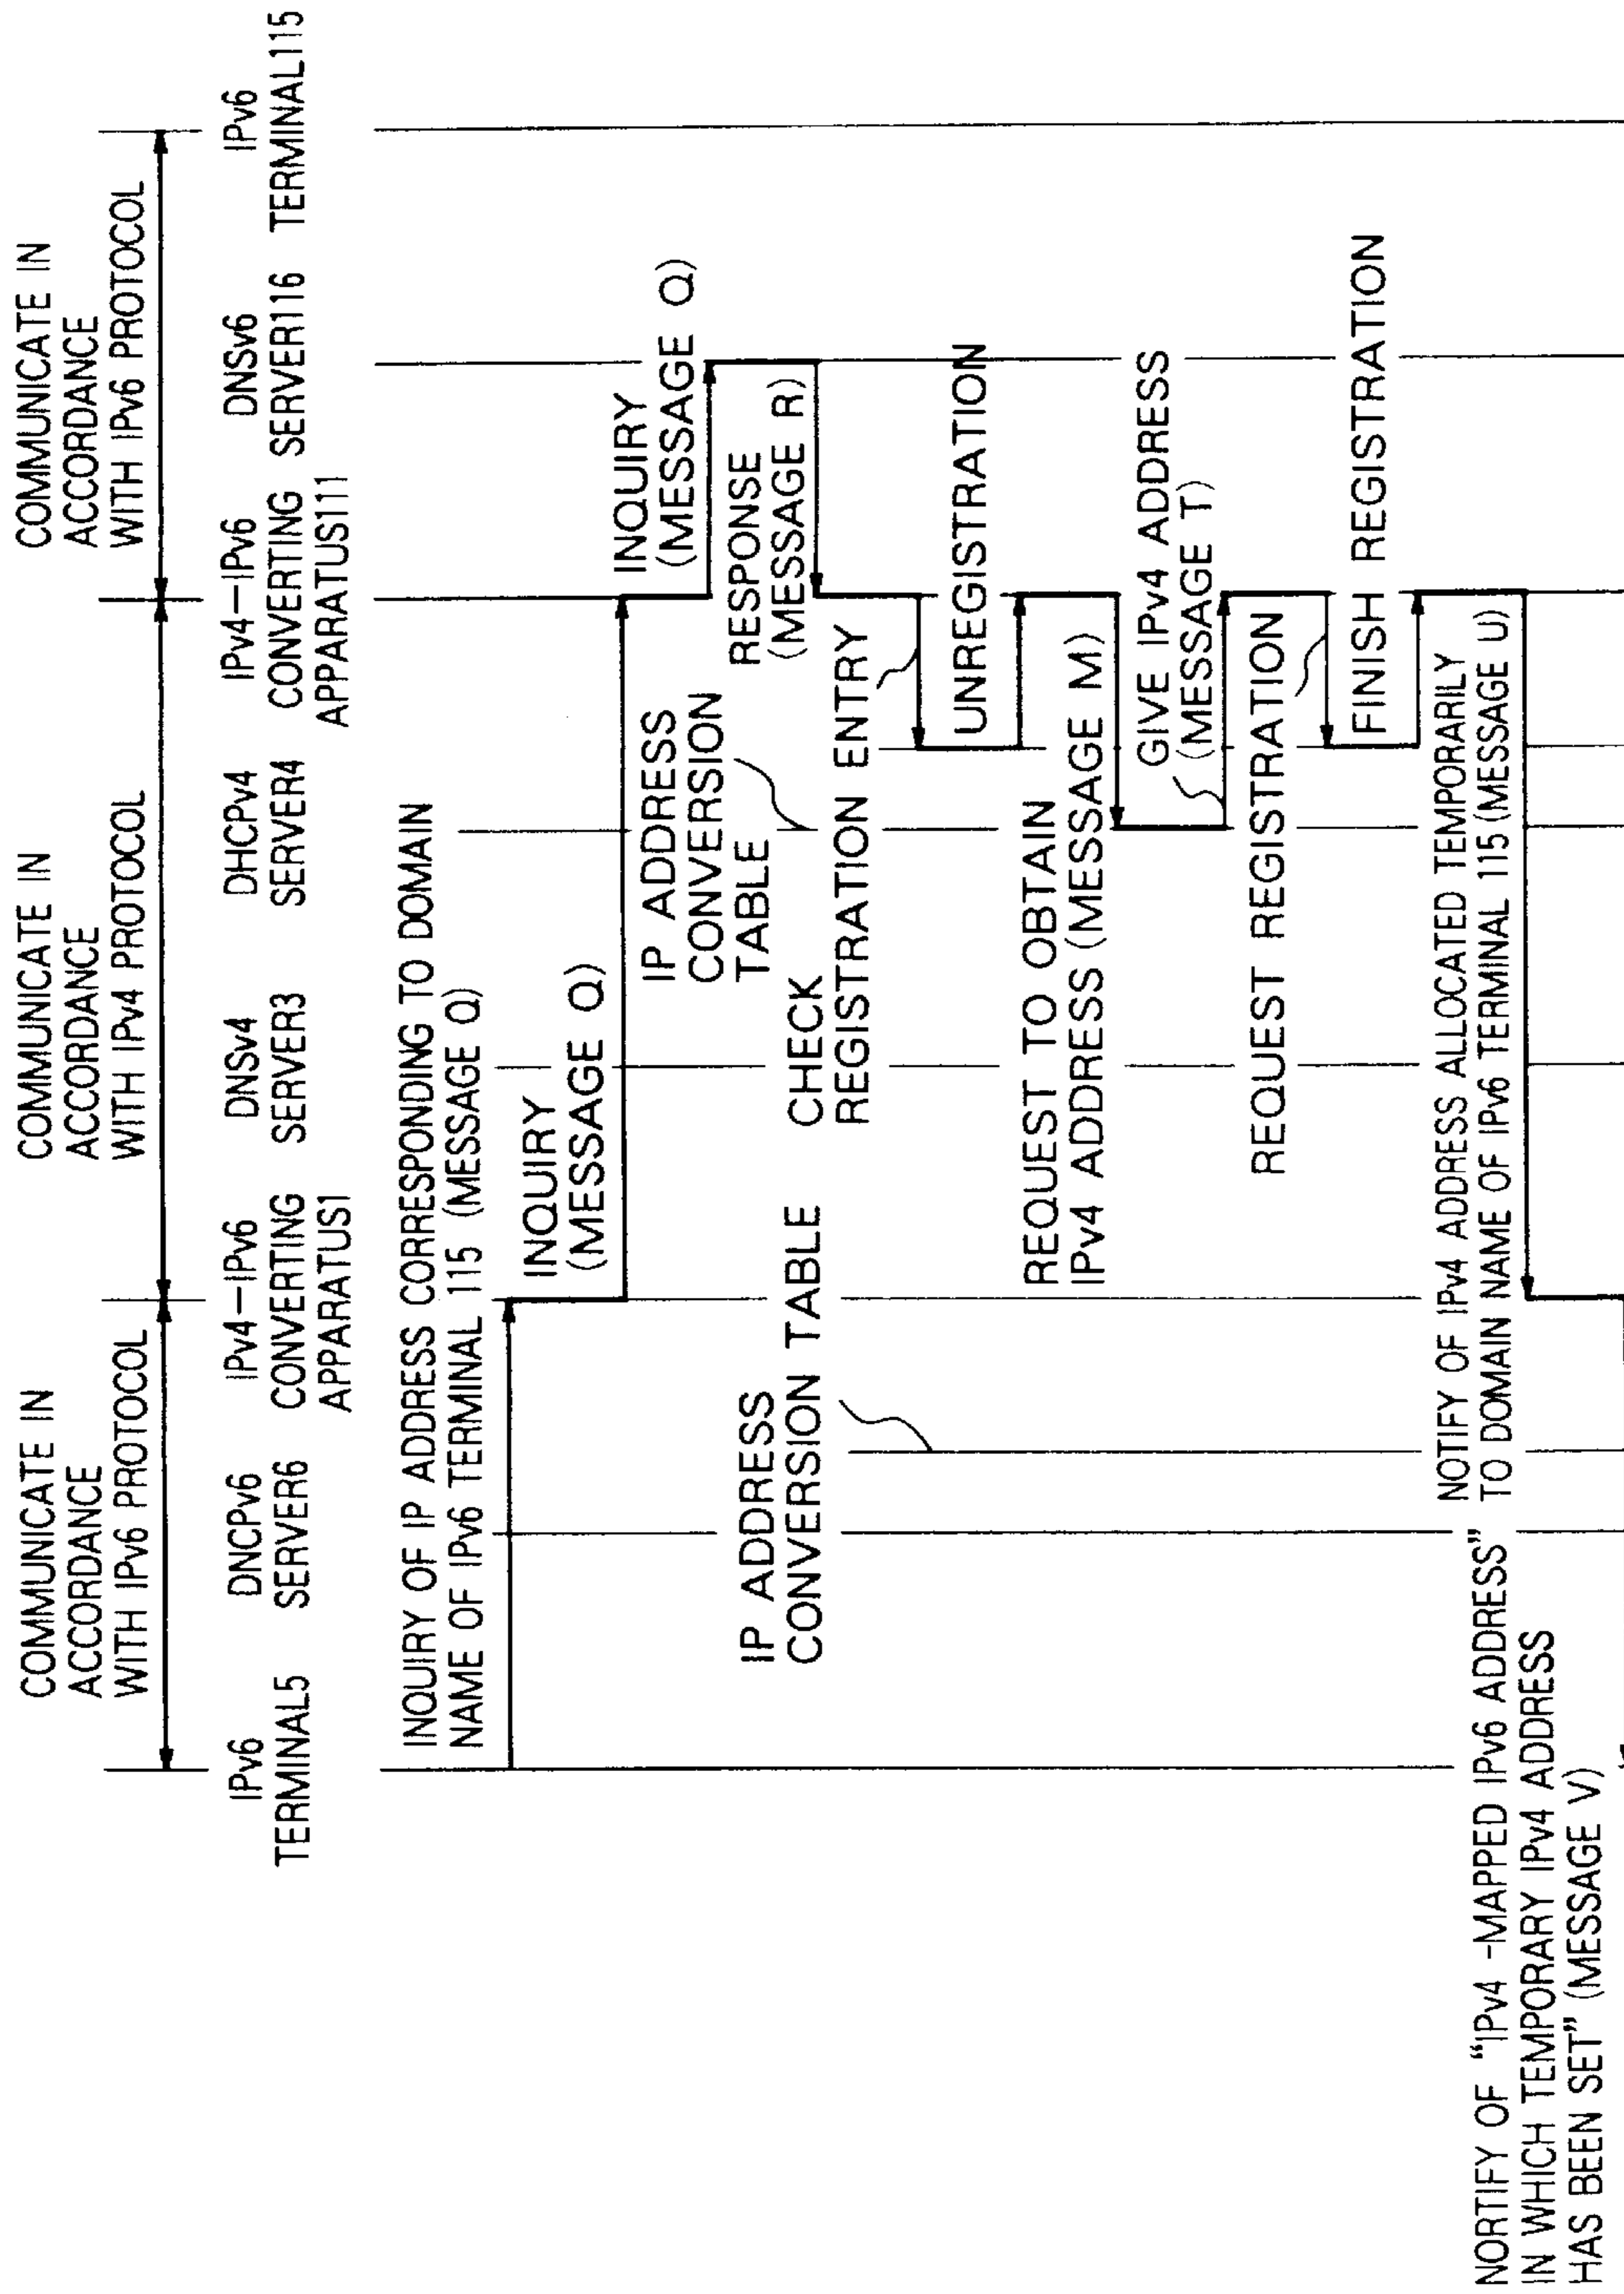 COMMUNICATE IN
ACCORDANCE
WITH IPv6 PROTOCOL
COMMUNICATE IN
ACCORDANCE
WITH IPv4 PROTOCOL
COMMUNICATE IN
ACCORDANCE
WITH IPv6 PROTOCOL
IPv6
TERMINAL5
DNCPv6
SERVER6
IPv4-IPv6
CONVERTING
APPARATUS1
DNSv4
SERVER3
DHCPv4
SERVER4
IPv4-IPv6
CONVERTING
APPARATUS111
DNSv6
SERVER116
IPv6
TERMINAL115
INQUIRY OF IP ADDRESS CORRESPONDING TO DOMAIN
NAME OF IPv6 TERMINAL 115 (MESSAGE Q)
INQUIRY
(MESSAGE Q)
INQUIRY
(MESSAGE Q)
IP ADDRESS
CONVERSION
TABLE
RESPONSE
(MESSAGE R)
IP ADDRESS
CONVERSION TABLE
CHECK
REGISTRATION ENTRY
UNREGISTRATION
REQUEST TO OBTAIN
IPv4 ADDRESS (MESSAGE M)
GIVE IPv4 ADDRESS
(MESSAGE T)
REQUEST REGISTRATION
FINISH REGISTRATION
NOTIFY OF IPv4 ADDRESS ALLOCATED TEMPORARILY
TO DOMAIN NAME OF IPv6 TERMINAL 115 (MESSAGE U)
NORTIFY OF "IPv4 -MAPPED IPv6 ADDRESS"
IN WHICH TEMPORARY IPv4 ADDRESS
HAS BEEN SET" (MESSAGE V)